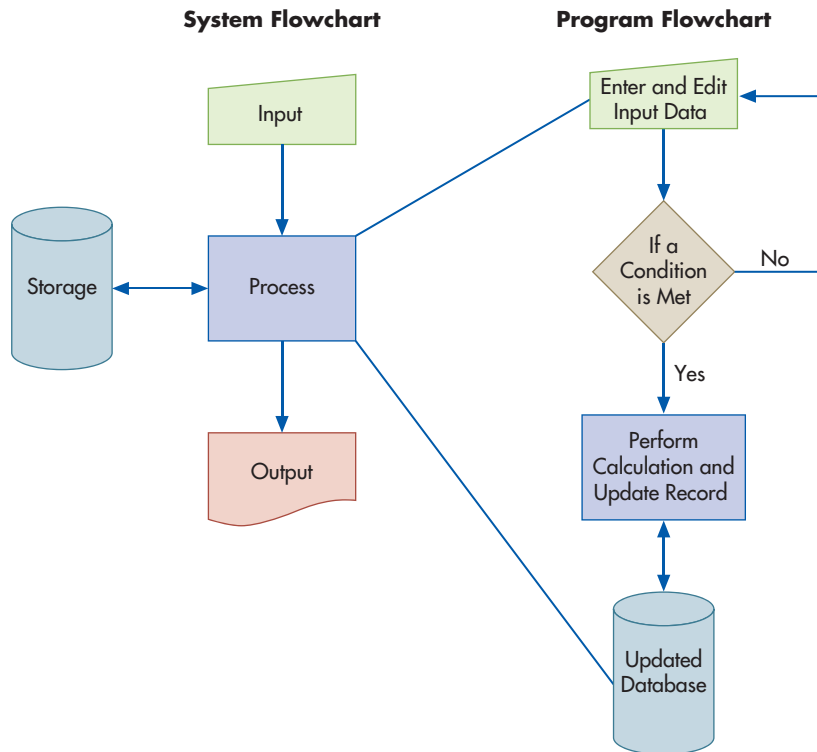 System Flowchart
Program Flowchart
Input
Storage
Process
Output
Enter and Edit
Input Data
If a
Condition
is Met
No
Yes
Perform
Calculation and
Update Record
Updated
Database